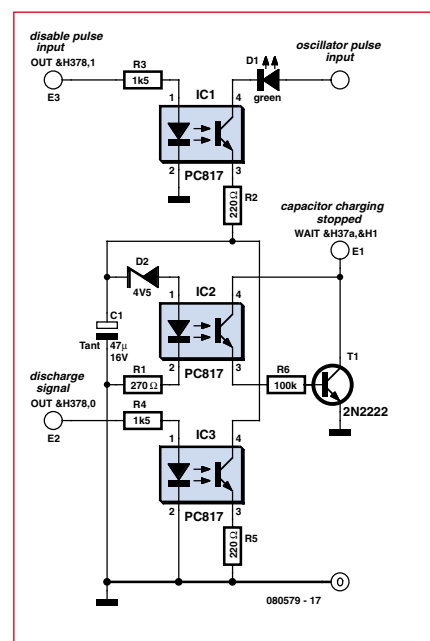 disable pulse
input
OUT &H378,1
E3
R3
1k5
D1
green
oscillator pulse
input
IC1
1
4
2
3
PC817
R2
220Ω
capacitor charging
stopped
WAIT &H37a,&H1
E1
D2
4V5
IC2
1
4
2
3
PC817
C1
Tant
47µ
16V
R1
270 Ω
R6
100k
T1
2N2222
discharge
signal
OUT &H378,0
E2
R4
1k5
IC3
1
4
2
3
PC817
R5
220Ω
0
080579 - 17